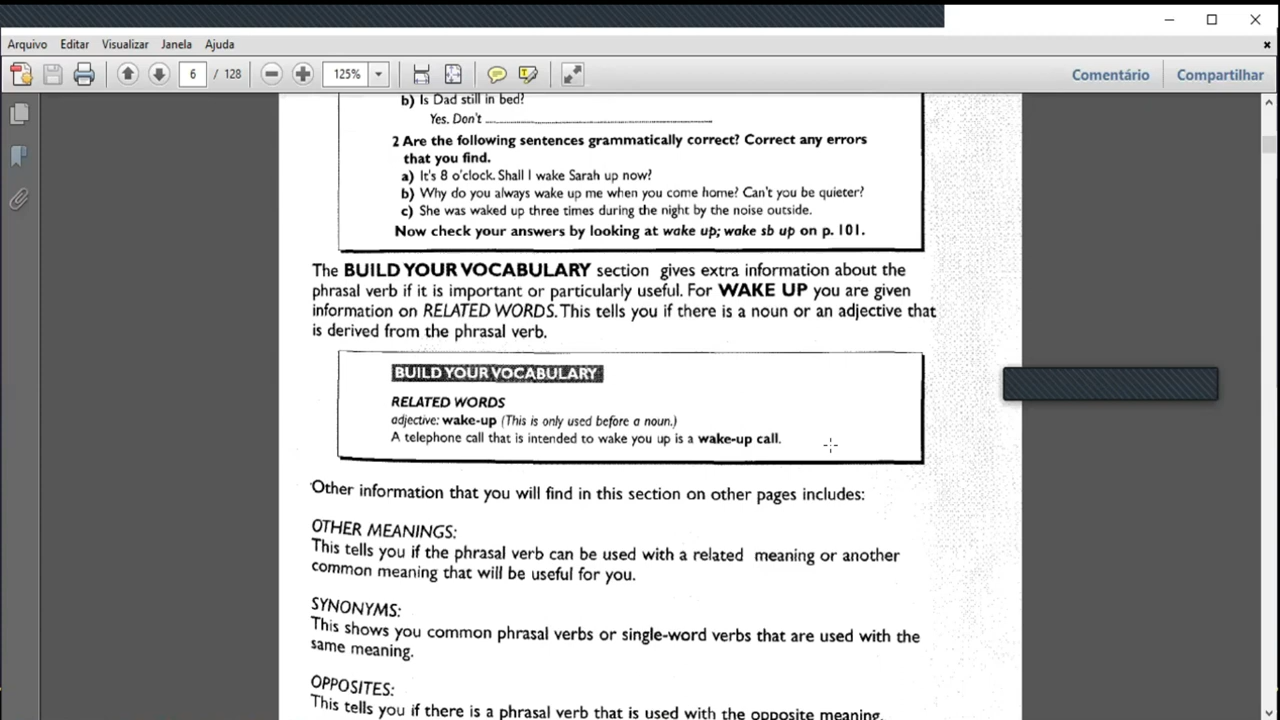 Arquivo Editar Visualizar Janela Ajuda
6 / 128 125% Comentário Compartilhar
b) Is Dad still in bed?
Yes. Don't
2 Are the following sentences grammatically correct? Correct any errors
that you find.
a) It's 8 o'clock. Shall I wake Sarah up now?
b) Why do you always wake up me when you come home? Can't you be quieter?
c) She was waked up three times during the night by the noise outside.
Now check your answers by looking at wake up; wake sb up on p. 101.
The BUILD YOUR VOCABULARY section gives extra information about the
phrasal verb if it is important or particularly useful. For WAKE UP you are given
information on RELATED WORDS. This tells you if there is a noun or an adjective that
is derived from the phrasal verb.
BUILD YOUR VOCABULARY
RELATED WORDS
adjective: wake-up (This is only used before a noun.)
A telephone call that is intended to wake you up is a wake-up call.
Other information that you will find in this section on other pages includes:
OTHER MEANINGS:
This tells you if the phrasal verb can be used with a related meaning or another
common meaning that will be useful for you.
SYNONYMS:
This shows you common phrasal verbs or single-word verbs that are used with the
same meaning.
OPPOSITES:
This tells you if there is a phrasal verb that is used with the opposite meaning.